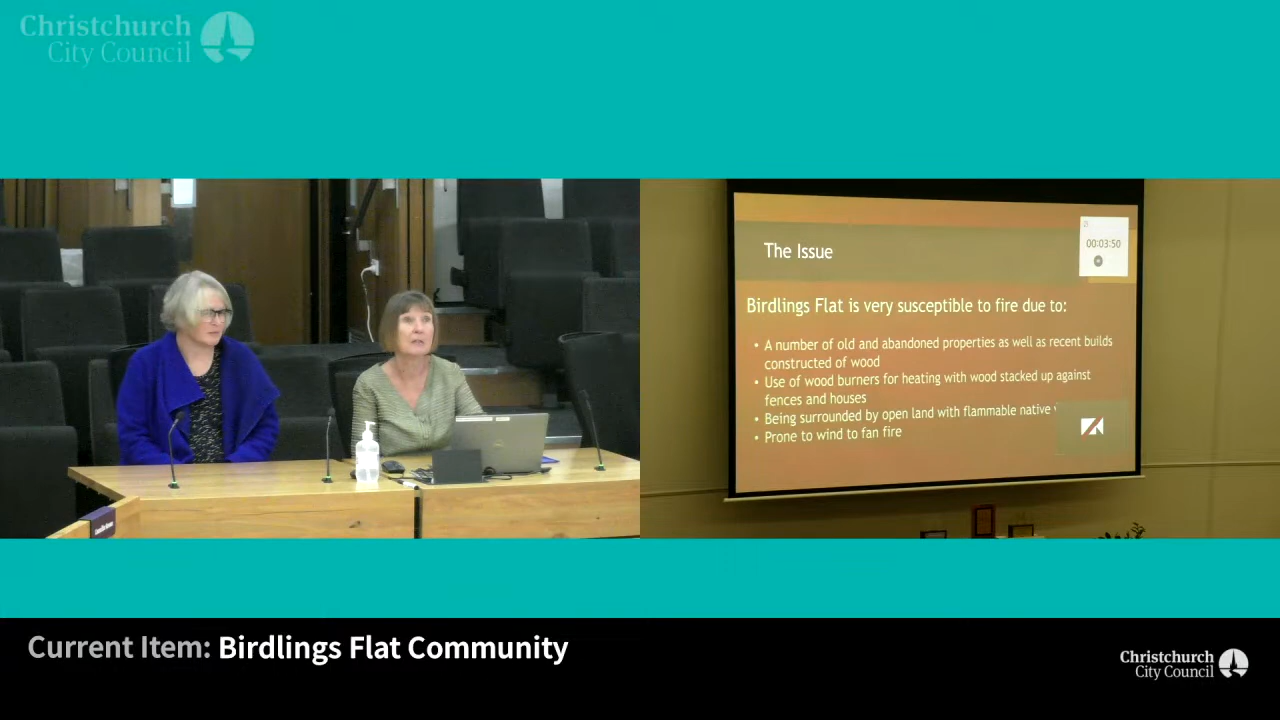 Christchurch
City Council
The Issue
00:03:50
Birdlings Flat is very susceptible to fire due to:
• A number of old and abandoned properties as well as recent builds
constructed of wood
• Use of wood burners for heating with wood stacked up against
fences and houses
• Being surrounded by open land with flammable native
• Prone to wind to fan fire
Current Item: Birdlings Flat Community
Christchurch
City Council